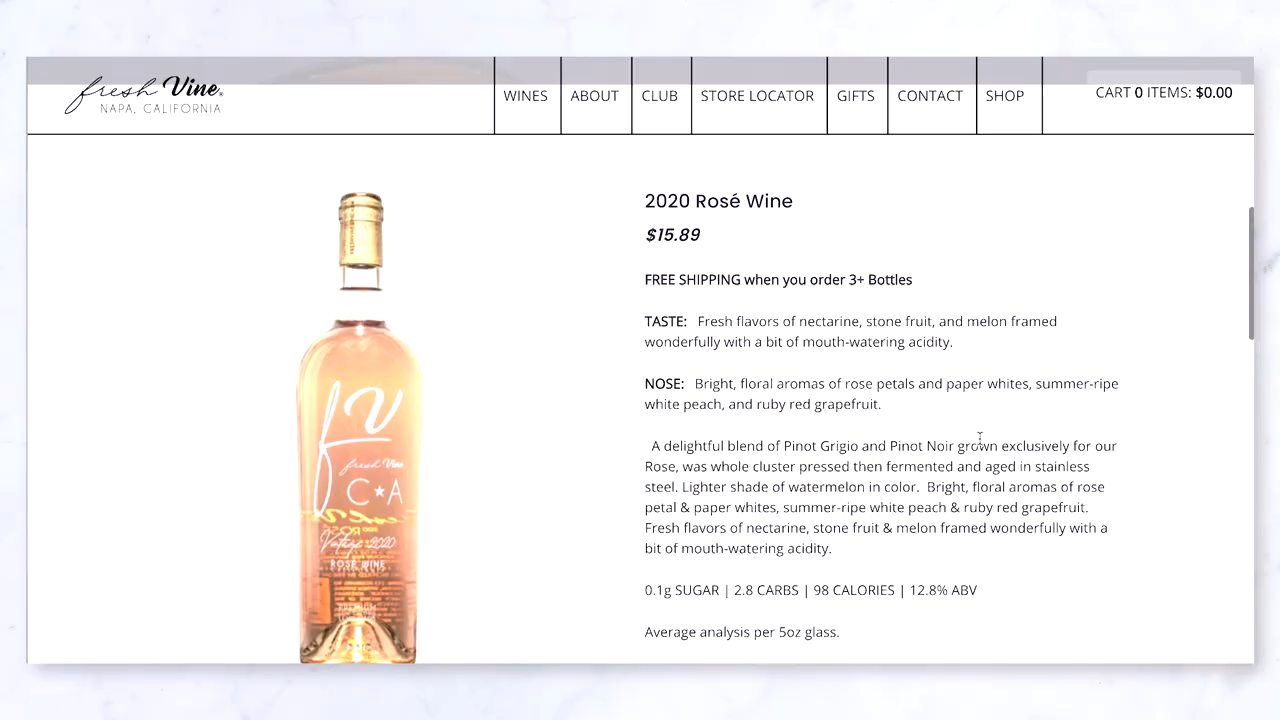 fresh Vine
NAPA, CALIFORNIA
WINES
ABOUT
CLUB
STORE LOCATOR
GIFTS
CONTACT
SHOP
CART 0 ITEMS: $0.00
2020 Rosé Wine
$15.89
FREE SHIPPING when you order 3+ Bottles
TASTE: Fresh flavors of nectarine, stone fruit, and melon framed
wonderfully with a bit of mouth-watering acidity.
NOSE: Bright, floral aromas of rose petals and paper whites, summer-ripe
white peach, and ruby red grapefruit.
A delightful blend of Pinot Grigio and Pinot Noir grown exclusively for our
Rose, was whole cluster pressed then fermented and aged in stainless
steel. Lighter shade of watermelon in color. Bright, floral aromas of rose
petal & paper whites, summer-ripe white peach & ruby red grapefruit.
Fresh flavors of nectarine, stone fruit & melon framed wonderfully with a
bit of mouth-watering acidity.
0.1g SUGAR | 2.8 CARBS | 98 CALORIES | 12.8% ABV
Average analysis per 5oz glass.
fV
fresh Vine
C★A
Vintage 2020
ROSÉ WINE
PREMIUM